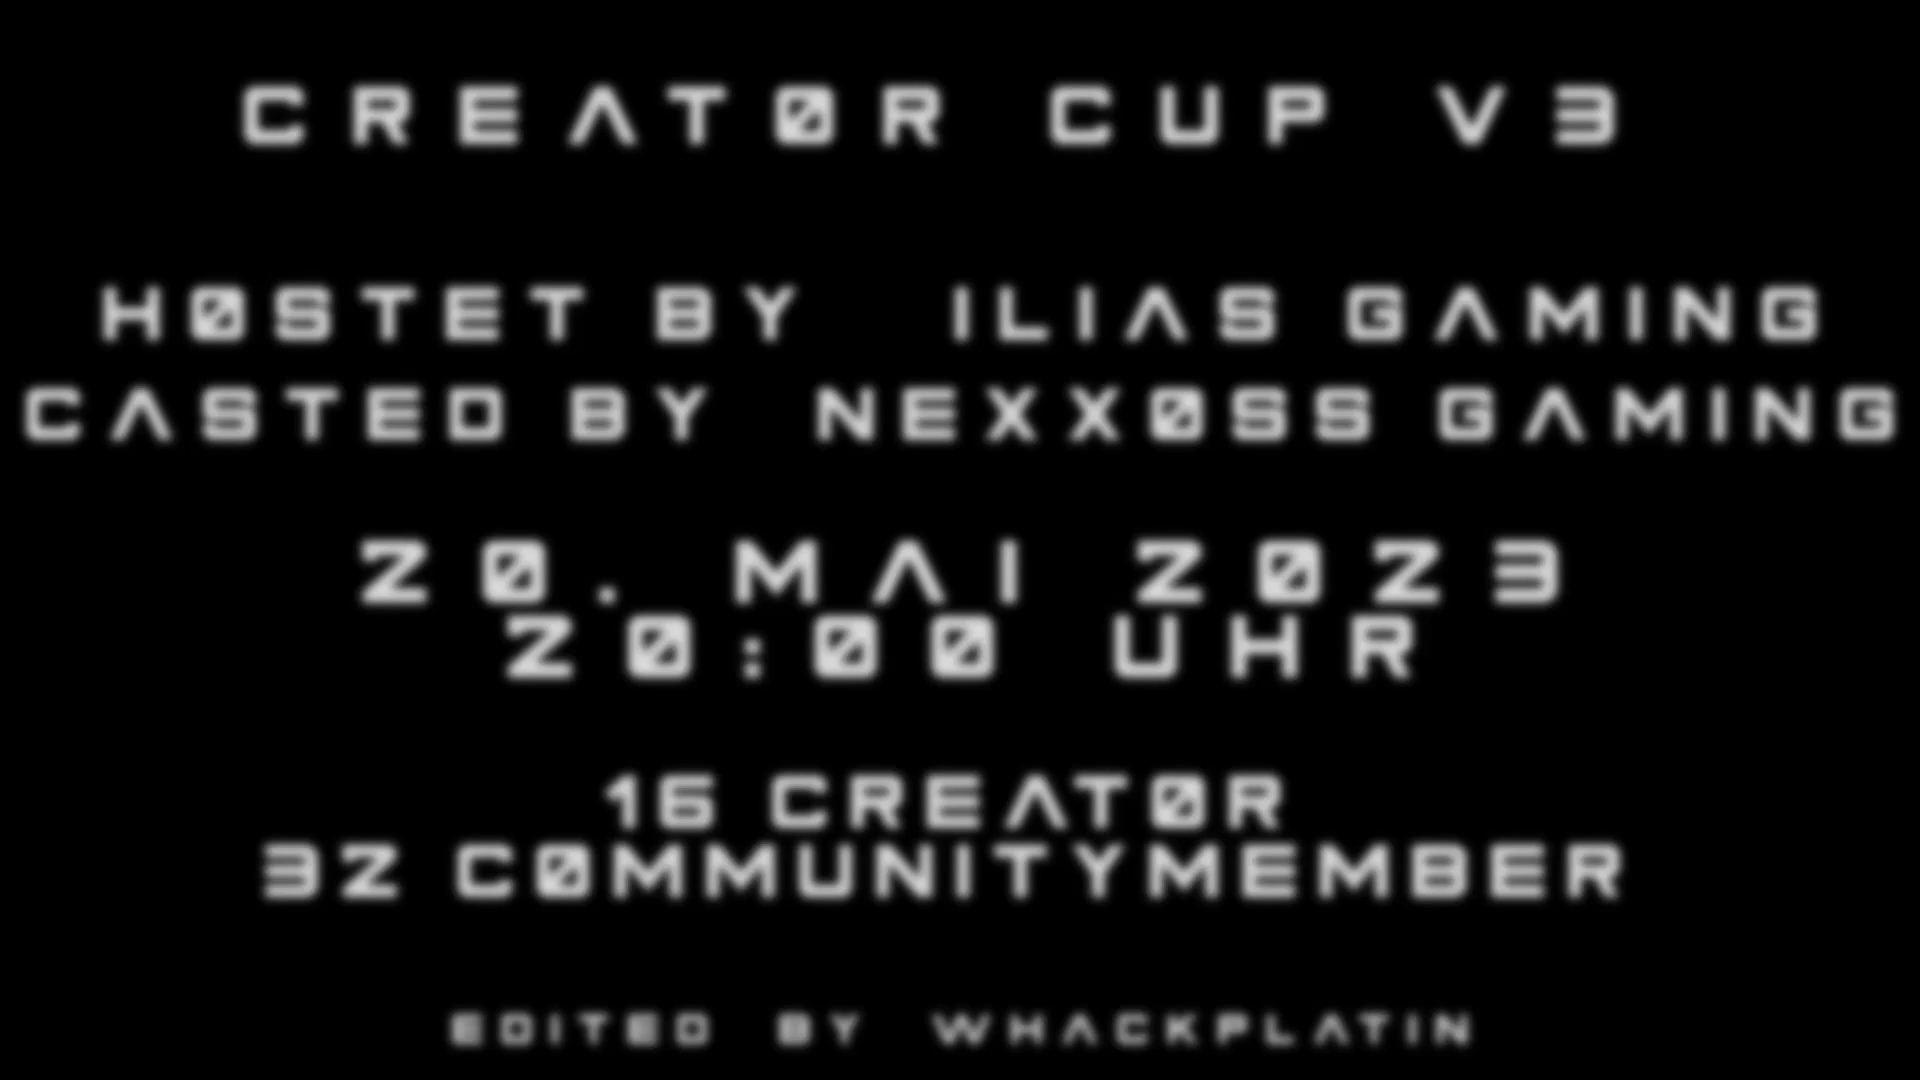 CREATOR CUP V3
HOSTET BY ILIAS GAMING
CASTED BY NEXXOSS GAMING
20. MAI 2023
20:00 UHR
16 CREATOR
32 COMMUNITYMEMBER
EDITED BY WHACKPLATIN